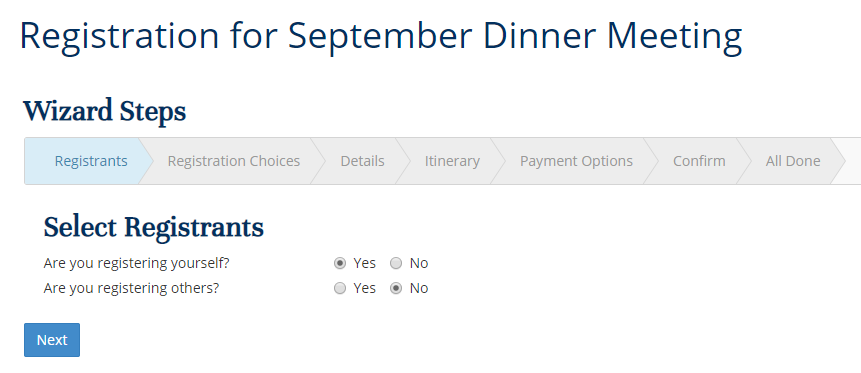 Registration for September Dinner Meeting
Wizard Steps
Registrants Registration Choices Details Itinerary Payment Options Confirm All Done
Select Registrants
Are you registering yourself? Yes No
Are you registering others? Yes No
Next